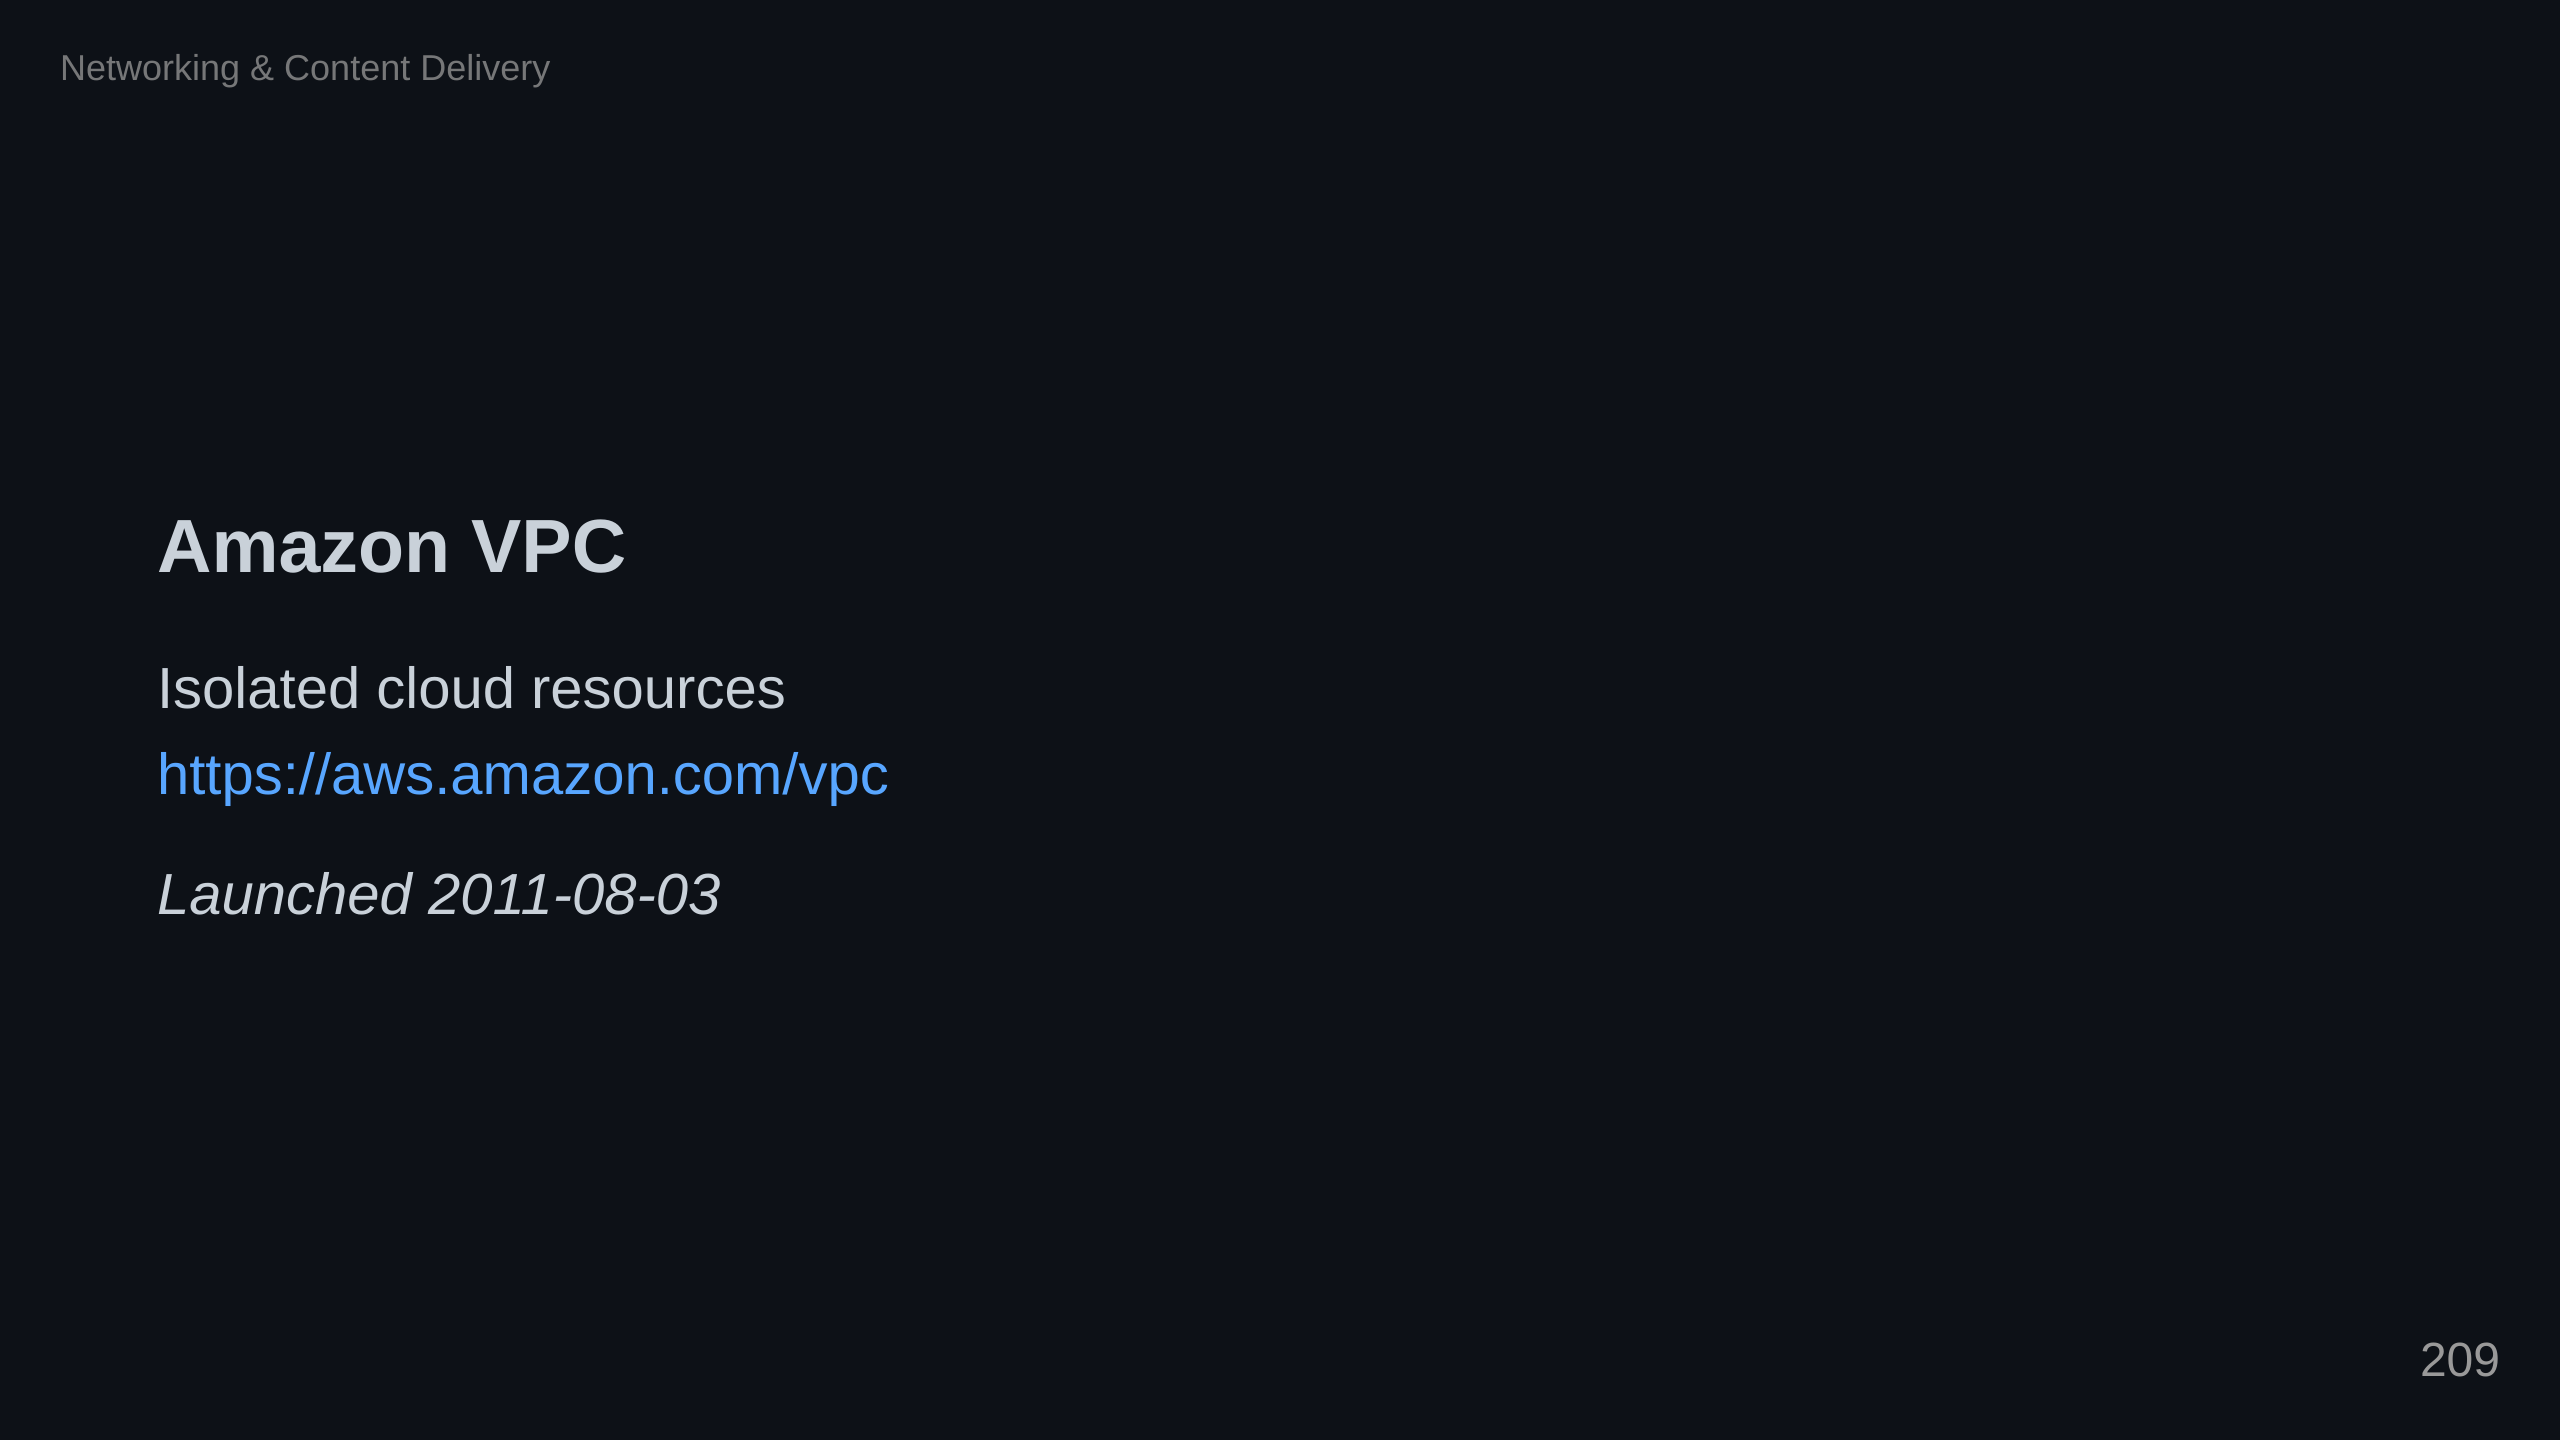 Networking & Content Delivery
Amazon VPC
Isolated cloud resources
https://aws.amazon.com/vpc
Launched 2011-08-03
209